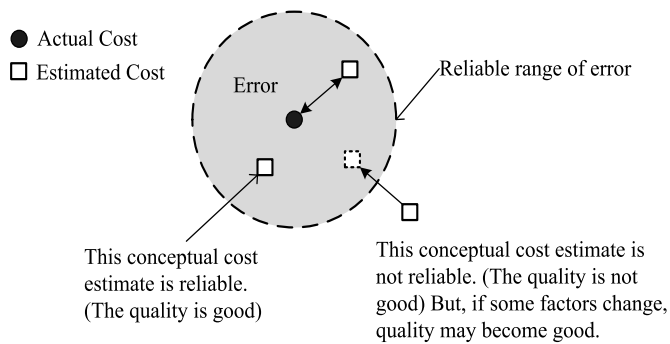 Actual Cost
Estimated Cost
Error
Reliable range of error
This conceptual cost
estimate is reliable.
(The quality is good)
This conceptual cost estimate is
not reliable. (The quality is not
good) But, if some factors change,
quality may become good.